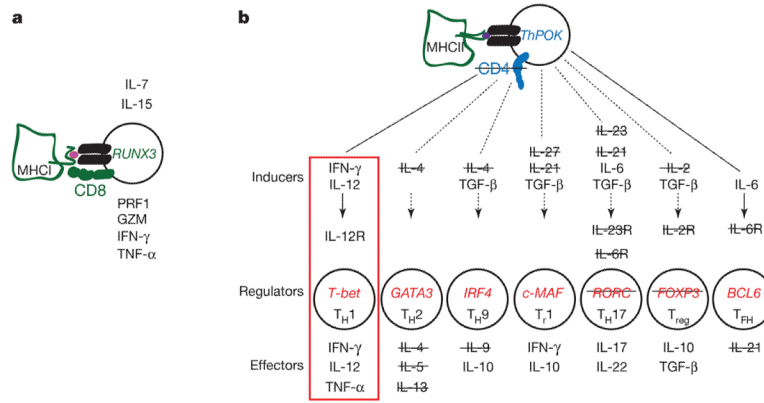 a
IL-7
IL-15
MHCI
RUNX3
CD8
PRF1
GZM
IFN-γ
TNF-α
b
MHCII
ThPOK
CD4
Inducers
IFN-γ
IL-12
IL-12R
IL-4
IL-4
TGF-β
IL-27
IL-21
TGF-β
IL-23
IL-21
IL-6
TGF-β
IL-23R
IL-6R
IL-2
TGF-β
IL-2R
IL-6
IL-6R
Regulators
T-bet
TH1
GATA3
TH2
IRF4
TH9
c-MAF
Tr1
RORC
TH17
FOXP3
Treg
BCL6
TFH
Effectors
IFN-γ
IL-12
TNF-α
IL-4
IL-5
IL-13
IL-9
IL-10
IFN-γ
IL-10
IL-17
IL-22
IL-10
TGF-β
IL-21